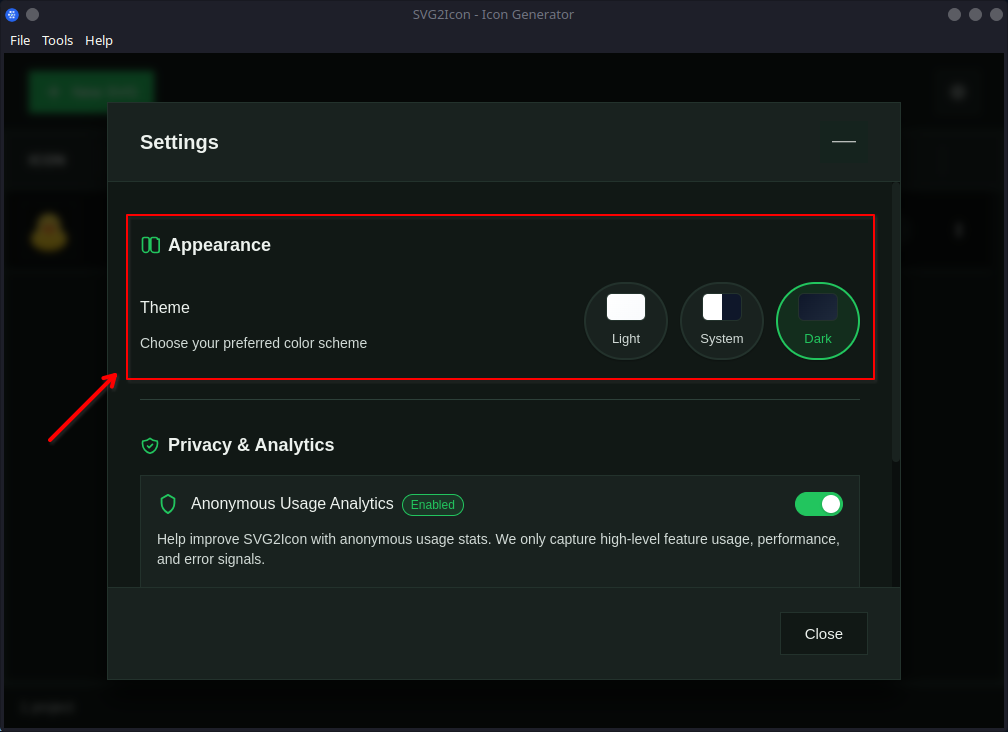 SVG2Icon - Icon Generator
File Tools Help
Settings
Appearance
Theme
Choose your preferred color scheme
Light
System
Dark
Privacy & Analytics
Anonymous Usage Analytics Enabled
Help improve SVG2Icon with anonymous usage stats. We only capture high-level feature usage, performance,
and error signals.
Close